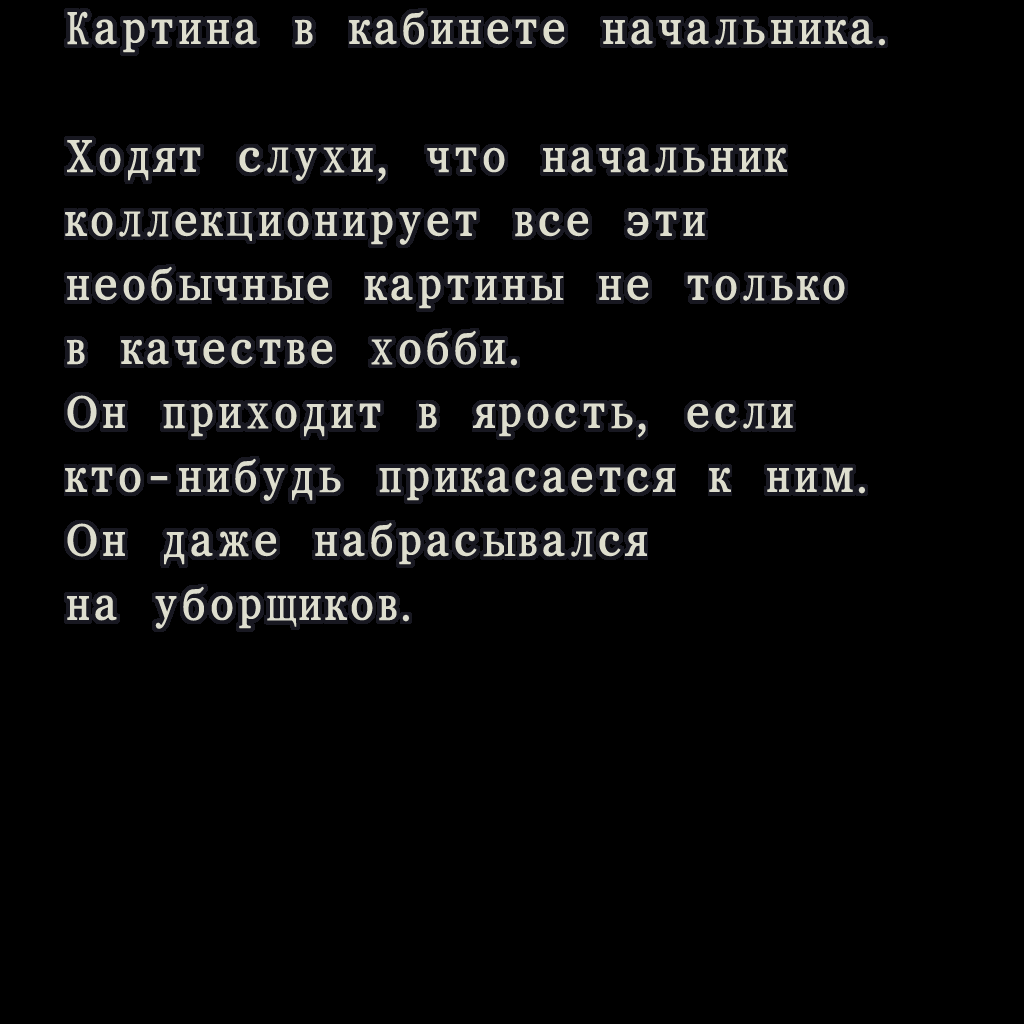 Картина в кабинете начальника.
Ходят слухи, что начальник
коллекционирует все эти
необычные картины не только
в качестве хобби.
Он приходит в ярость, если
кто-нибудь прикасается к ним.
Он даже набрасывался
на уборщиков.